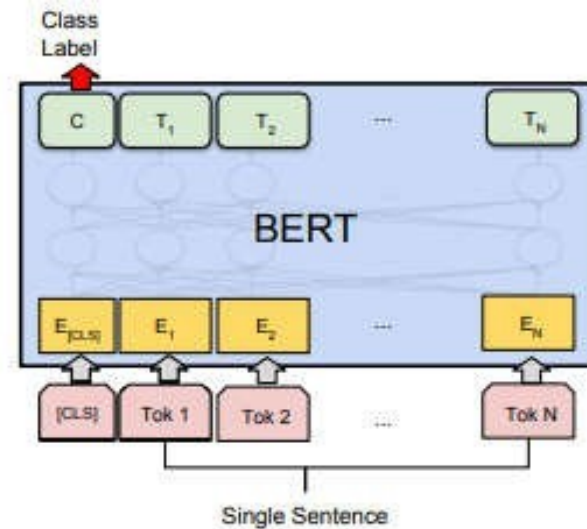 Class
Label
C T1 T2 ... TN
BERT
E[CLS] E1 E2 ... EN
[CLS] Tok 1 Tok 2 ... Tok N
Single Sentence